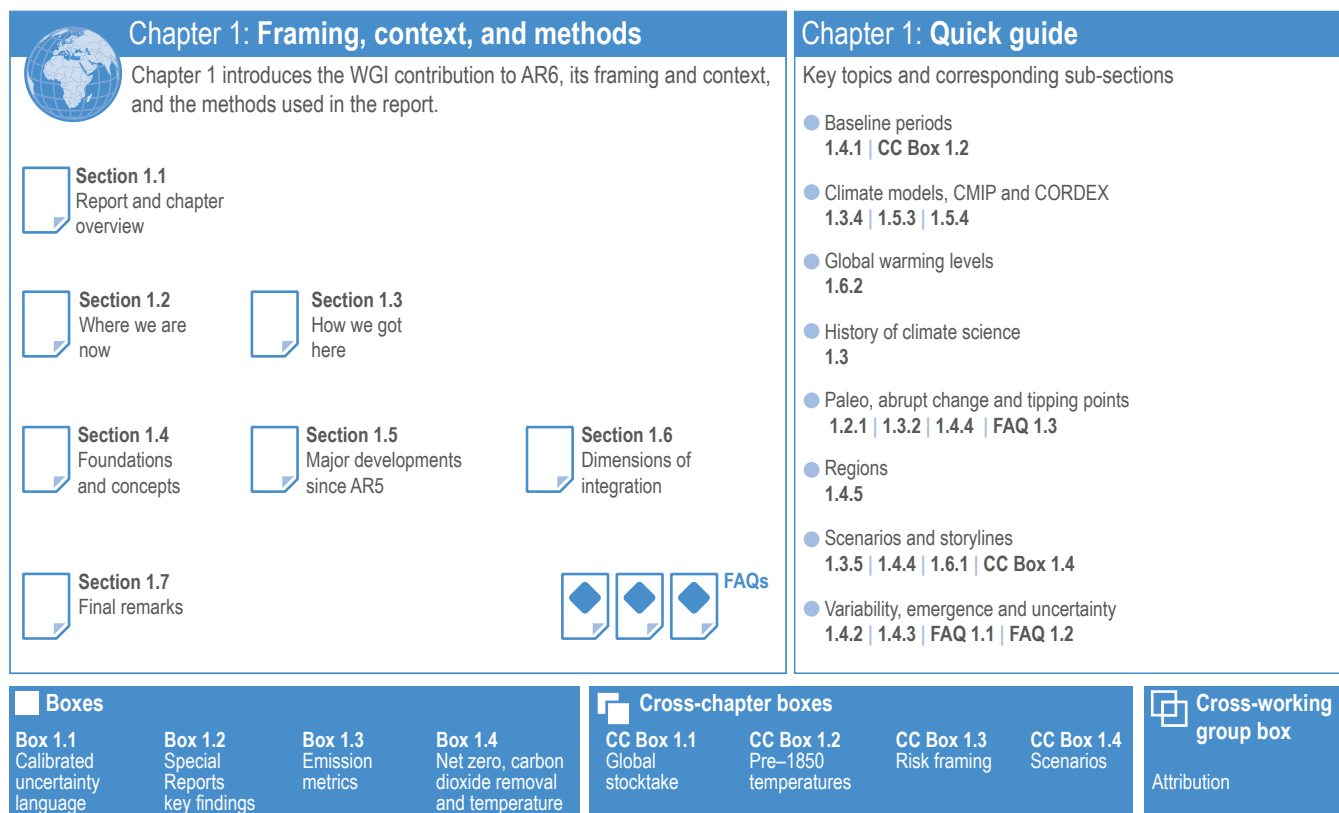 Chapter 1: Framing, context, and methods
Chapter 1 introduces the WGI contribution to AR6, its framing and context,
and the methods used in the report.
Section 1.1
Report and chapter
overview
Section 1.2
Where we are
now
Section 1.3
How we got
here
Section 1.4
Foundations
and concepts
Section 1.5
Major developments
since AR5
Section 1.6
Dimensions of
integration
Section 1.7
Final remarks
FAQs
Chapter 1: Quick guide
Key topics and corresponding sub-sections
Baseline periods
1.4.1 | CC Box 1.2
Climate models, CMIP and CORDEX
1.3.4 | 1.5.3 | 1.5.4
Global warming levels
1.6.2
History of climate science
1.3
Paleo, abrupt change and tipping points
1.2.1 | 1.3.2 | 1.4.4 | FAQ 1.3
Regions
1.4.5
Scenarios and storylines
1.3.5 | 1.4.4 | 1.6.1 | CC Box 1.4
Variability, emergence and uncertainty
1.4.2 | 1.4.3 | FAQ 1.1 | FAQ 1.2
Boxes
Box 1.1
Calibrated
uncertainty
language
Box 1.2
Special
Reports
key findings
Box 1.3
Emission
metrics
Box 1.4
Net zero, carbon
dioxide removal
and temperature
Cross-chapter boxes
CC Box 1.1
Global
stocktake
CC Box 1.2
Pre–1850
temperatures
CC Box 1.3
Risk framing
CC Box 1.4
Scenarios
Cross-working
group box
Attribution